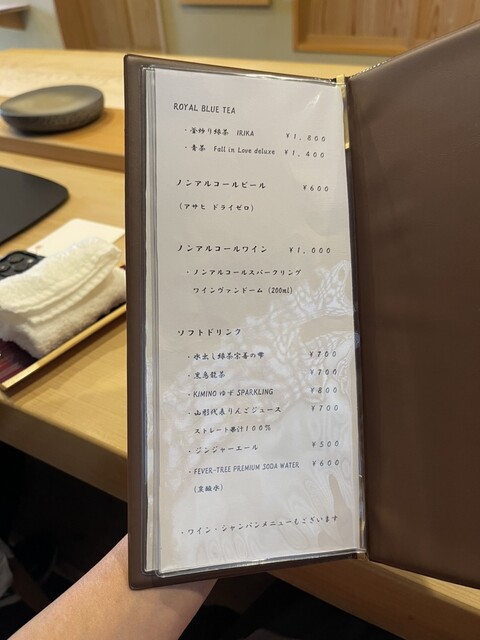 ROYAL BLUE TEA
・釜炒り緑茶 IRIKA ¥1,800
・青茶 Fall in Love deluxe ¥1,400
ノンアルコールビール ¥600
(アサヒ ドライゼロ)
ノンアルコールワイン ¥1,000
・ノンアルコールスパークリング
ワインヴァンドーム (200ml)
ソフトドリンク
・水出し緑茶宗善の雫 ¥700
・黒烏龍茶 ¥700
・KIMINO ゆず SPARKLING ¥800
・山形代表りんごジュース ¥700
ストレート果汁100%
・ジンジャーエール ¥500
・FEVER-TREE PREMIUM SODA WATER ¥600
(炭酸水)
・ワイン・シャンパンメニューもございます